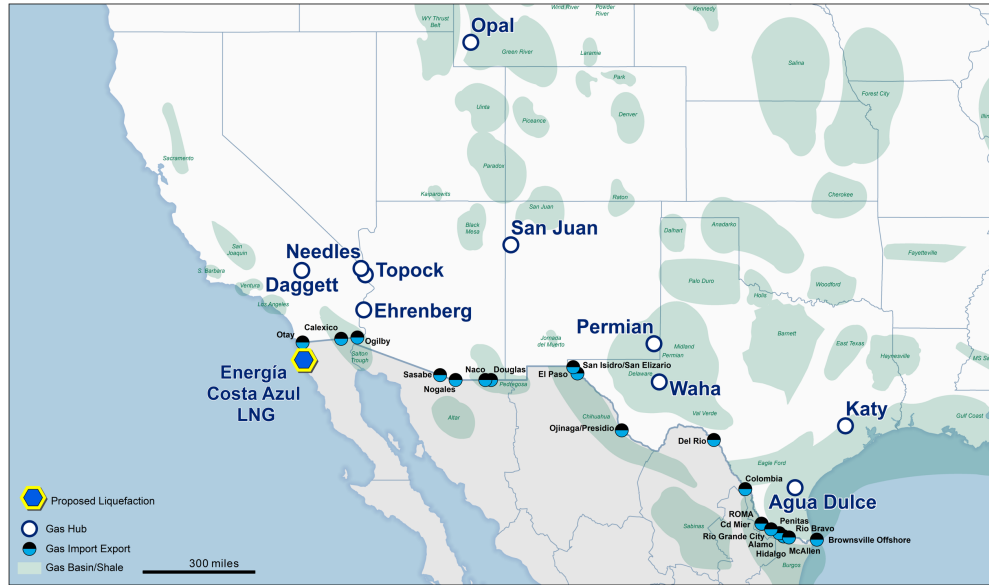 WY Thrust
Belt
Wind River
Powder
River
Kennedy
Opal
Green River
Laramie
Salina
Park
Forest City
Uinta
Piceance
Denver
Sacramento
Paradox
Kaiparowits
San Juan
Raton
Cherokee
Black
Mesa
San Juan
Dalhart
Anadarko
San
Joaquin
Needles
Topock
Daggett
S. Barbara
Ventura
Los Angeles
Fayetteville
Palo Duro
Woodford
Holls
Ehrenberg
Calexico
Otay
Ogilby
Salton
Trough
Jornada
del Muerto
Permian
Midland
Permian
Barnett
East Texas
Haynesville
MS Sa
Energía
Costa Azul
LNG
Sasabe
Nogales
Naco
Douglas
Pedregosa
San Isidro/San Elizario
El Paso
Delaware
Waha
Altar
Chihuahua
Ojinaga/Presidio
Val Verde
Katy
Gulf Coast
Del Rio
Eagle Ford
Colombia
Agua Dulce
ROMA
Cd Mier
Rio Grande City
Alamo
Hidalgo
Penitas
Rio Bravo
McAllen
Brownsville Offshore
Sabinas
Burgos
Proposed Liquefaction
Gas Hub
Gas Import Export
Gas Basin/Shale
300 miles